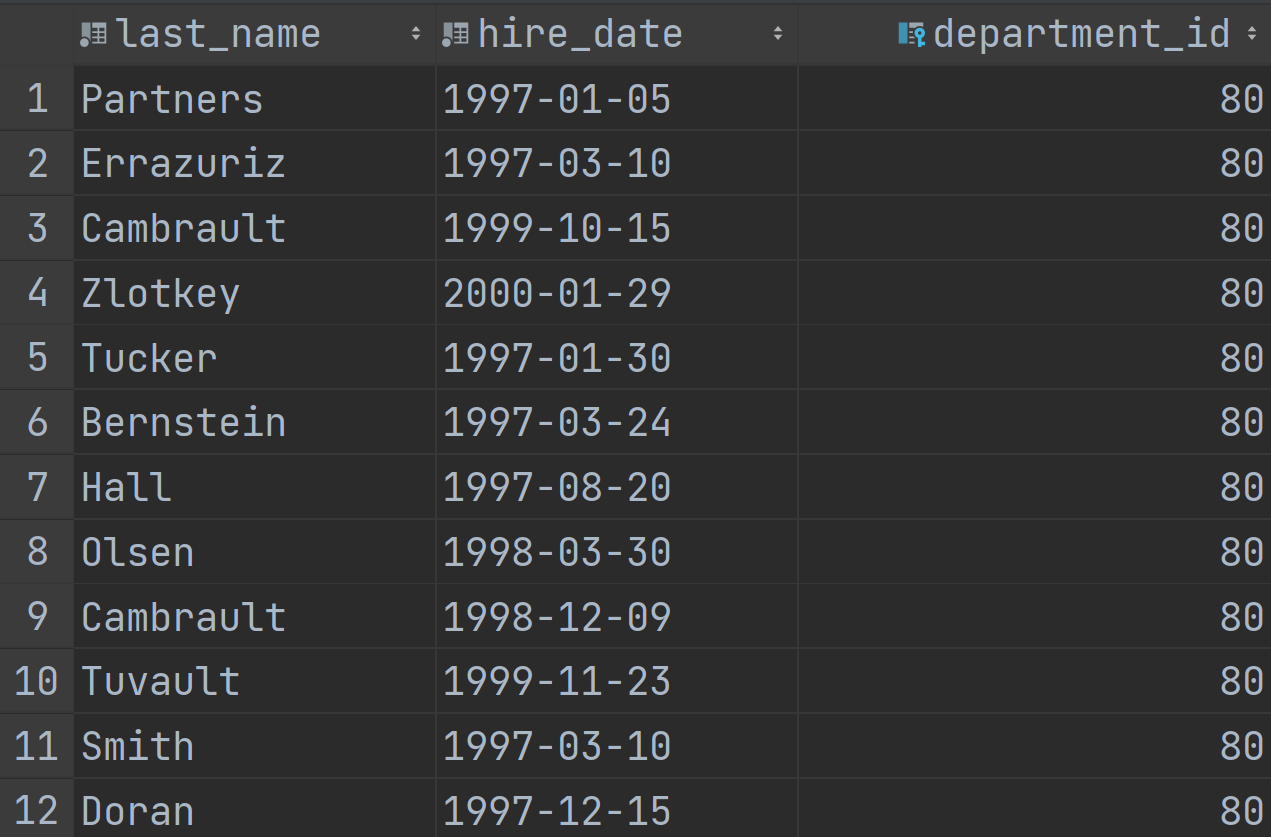 last_name hire_date department_id
1 Partners 1997-01-05 80
2 Errazuriz 1997-03-10 80
3 Cambrault 1999-10-15 80
4 Zlotkey 2000-01-29 80
5 Tucker 1997-01-30 80
6 Bernstein 1997-03-24 80
7 Hall 1997-08-20 80
8 Olsen 1998-03-30 80
9 Cambrault 1998-12-09 80
10 Tuvault 1999-11-23 80
11 Smith 1997-03-10 80
12 Doran 1997-12-15 80